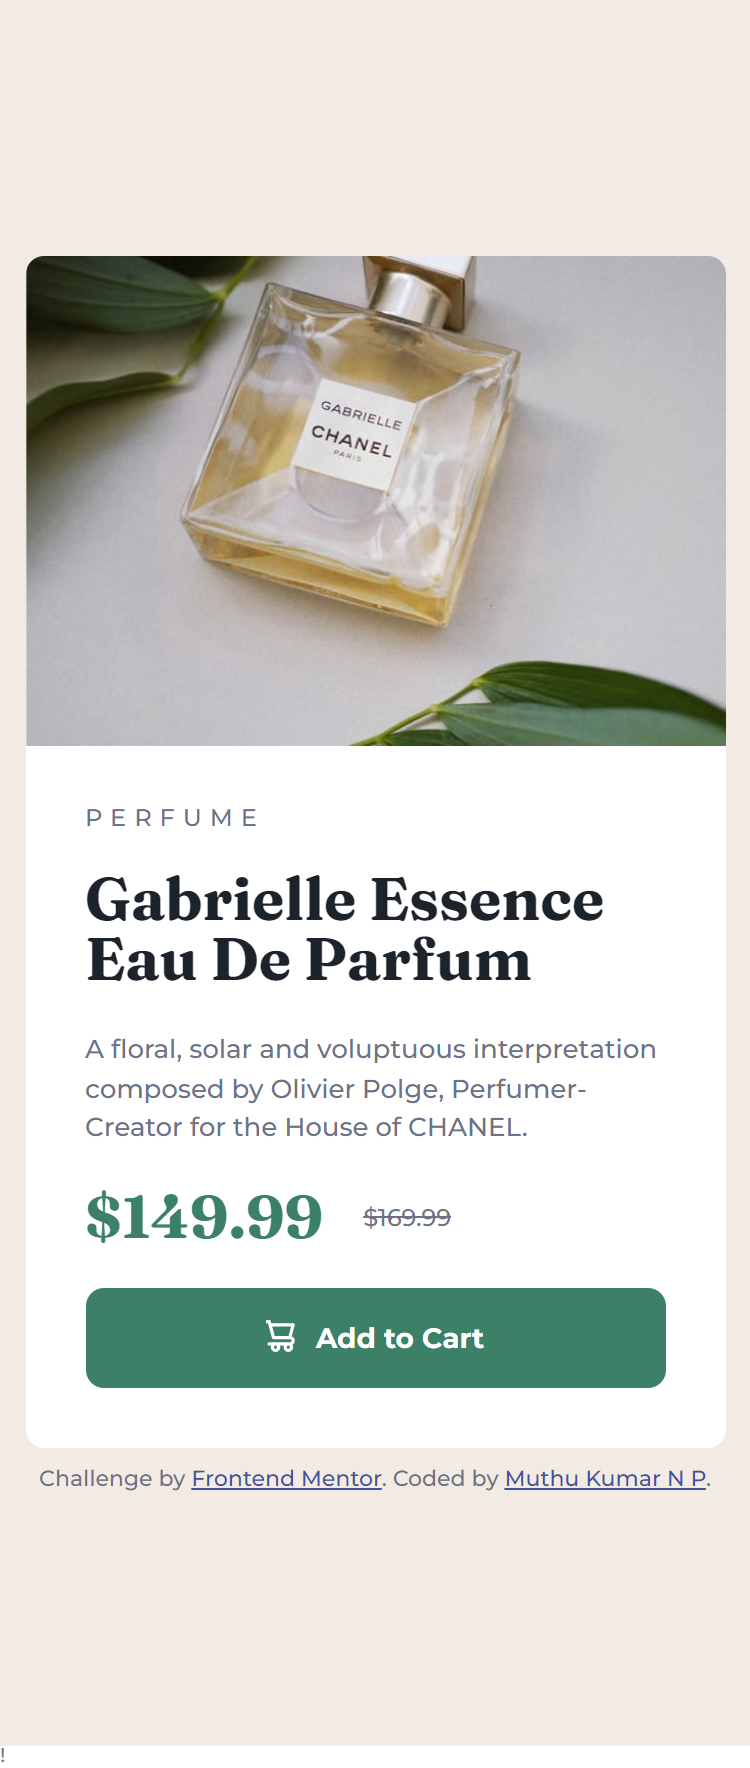 GABRIELLE
CHANEL
PARIS
PERFUME
Gabrielle Essence
Eau De Parfum
A floral, solar and voluptuous interpretation
composed by Olivier Polge, Perfumer-
Creator for the House of CHANEL.
$149.99 $169.99
Add to Cart
Challenge by Frontend Mentor. Coded by Muthu Kumar N P.
!